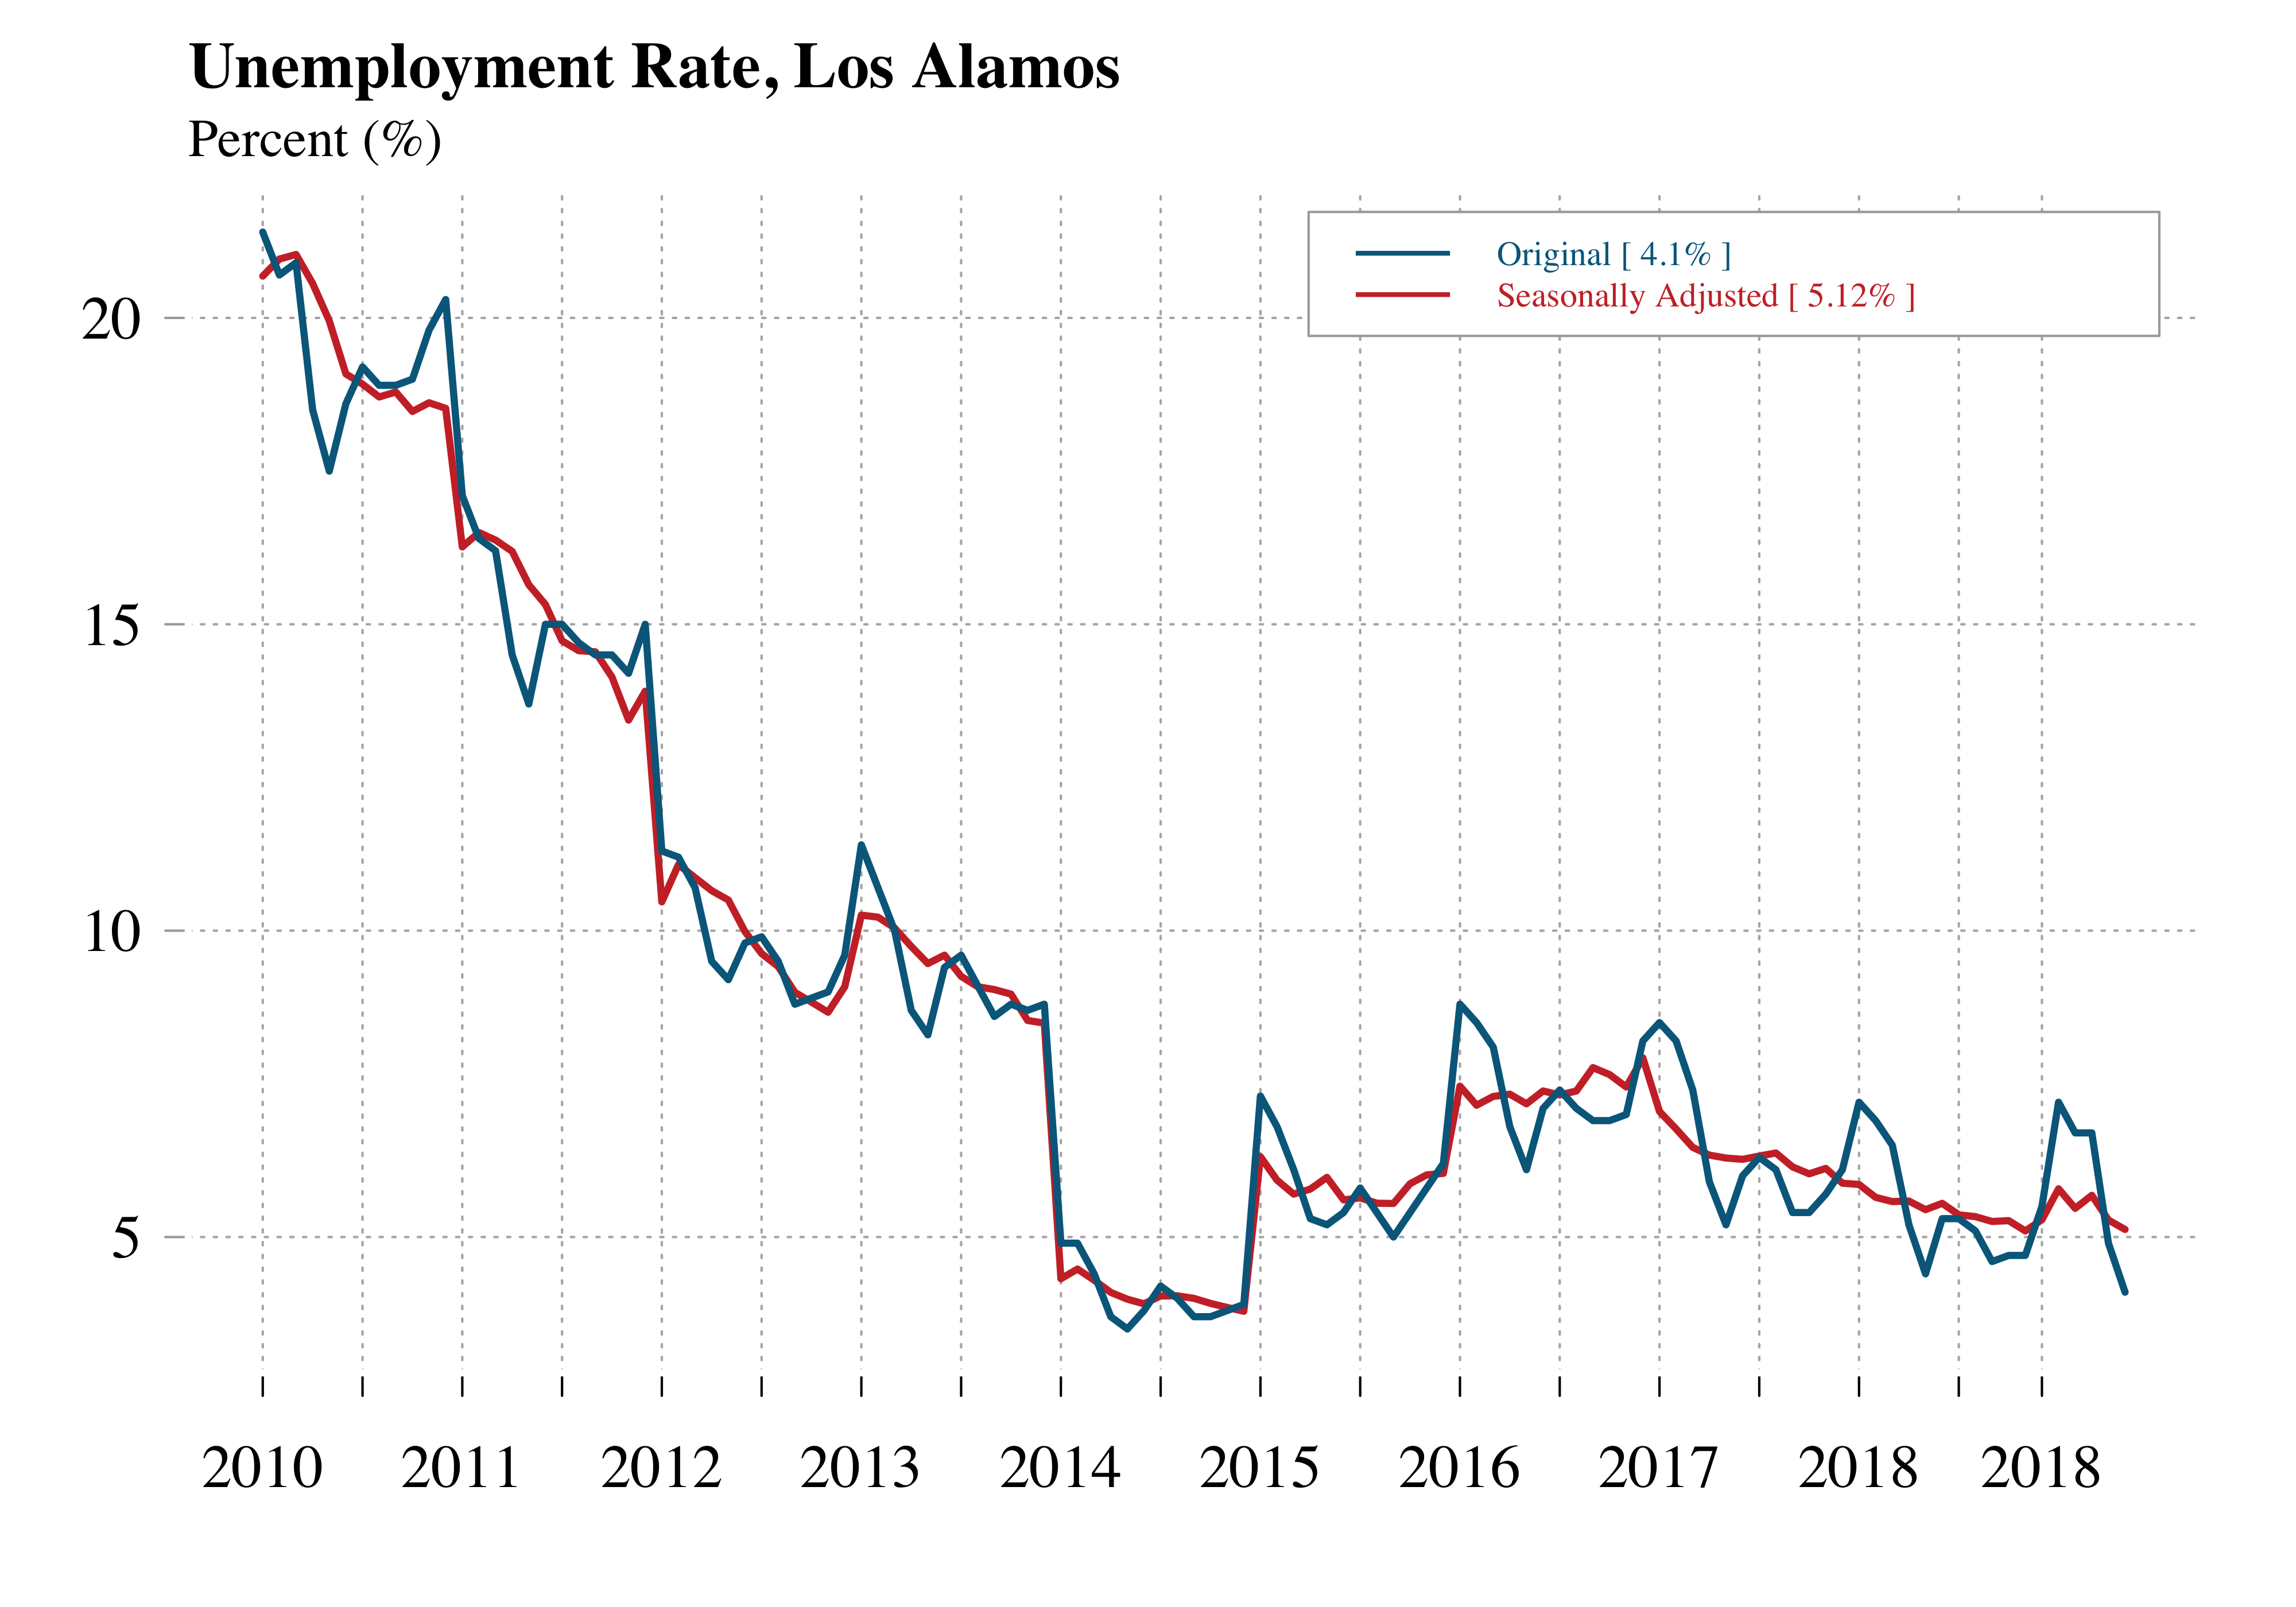 Unemployment Rate, Los Alamos
Percent (%)
Original [ 4.1% ]
Seasonally Adjusted [ 5.12% ]
20
15
10
5
2010 2011 2012 2013 2014 2015 2016 2017 2018 2018